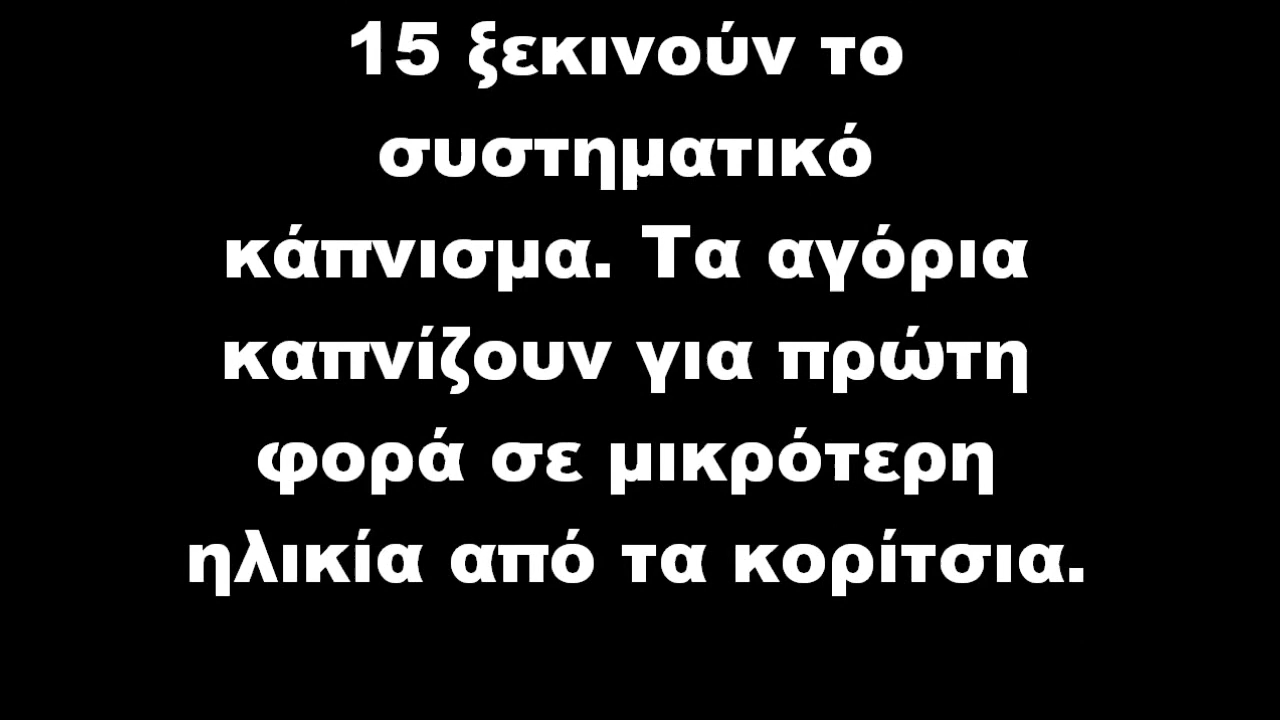 15 ξεκινούν το
συστηματικό
κάπνισμα. Τα αγόρια
καπνίζουν για πρώτη
φορά σε μικρότερη
ηλικία από τα κορίτσια.